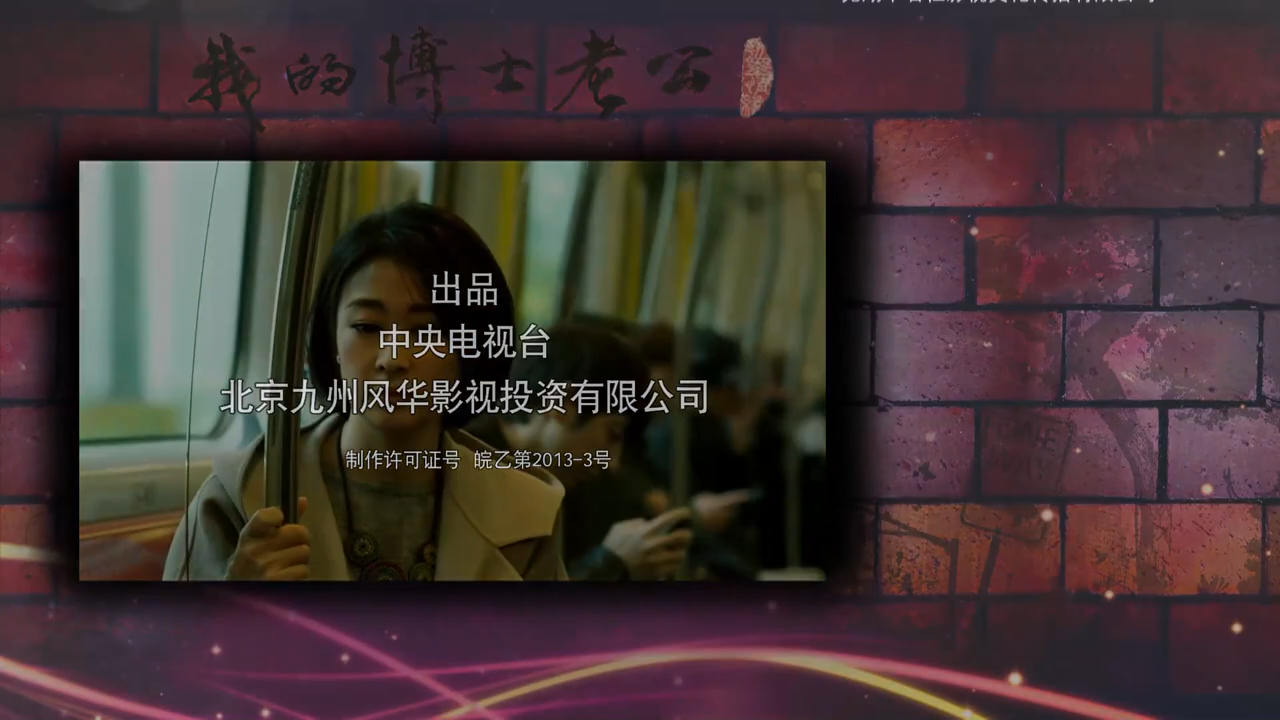 我的博士老公
出品
中央电视台
北京九州风华影视投资有限公司
制作许可证号 皖乙第2013-3号